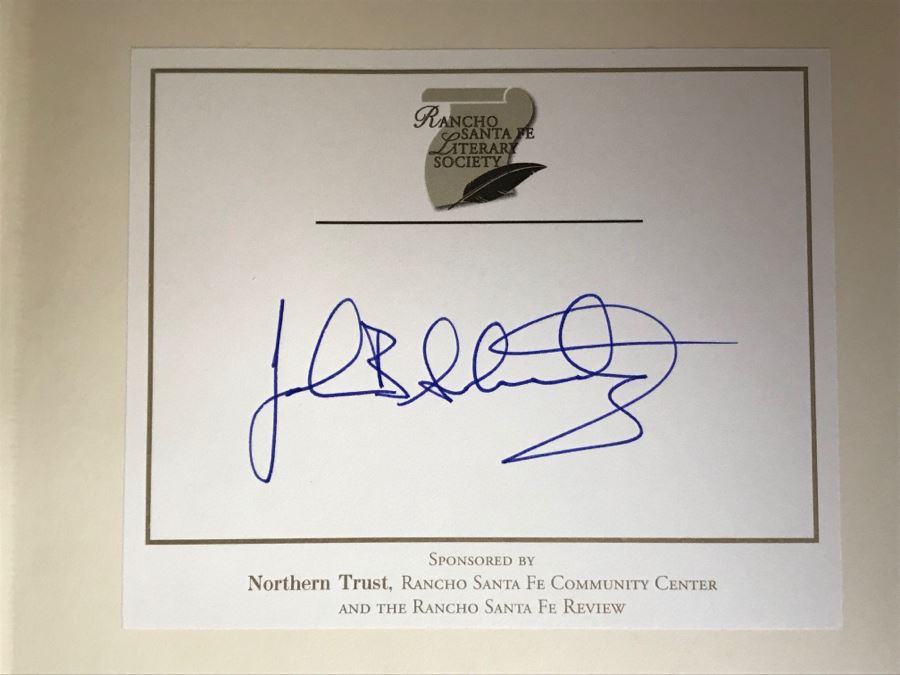 Rancho
Santa Fe
Literary
Society
John B
Sponsored by
Northern Trust, Rancho Santa Fe Community Center
and the Rancho Santa Fe Review